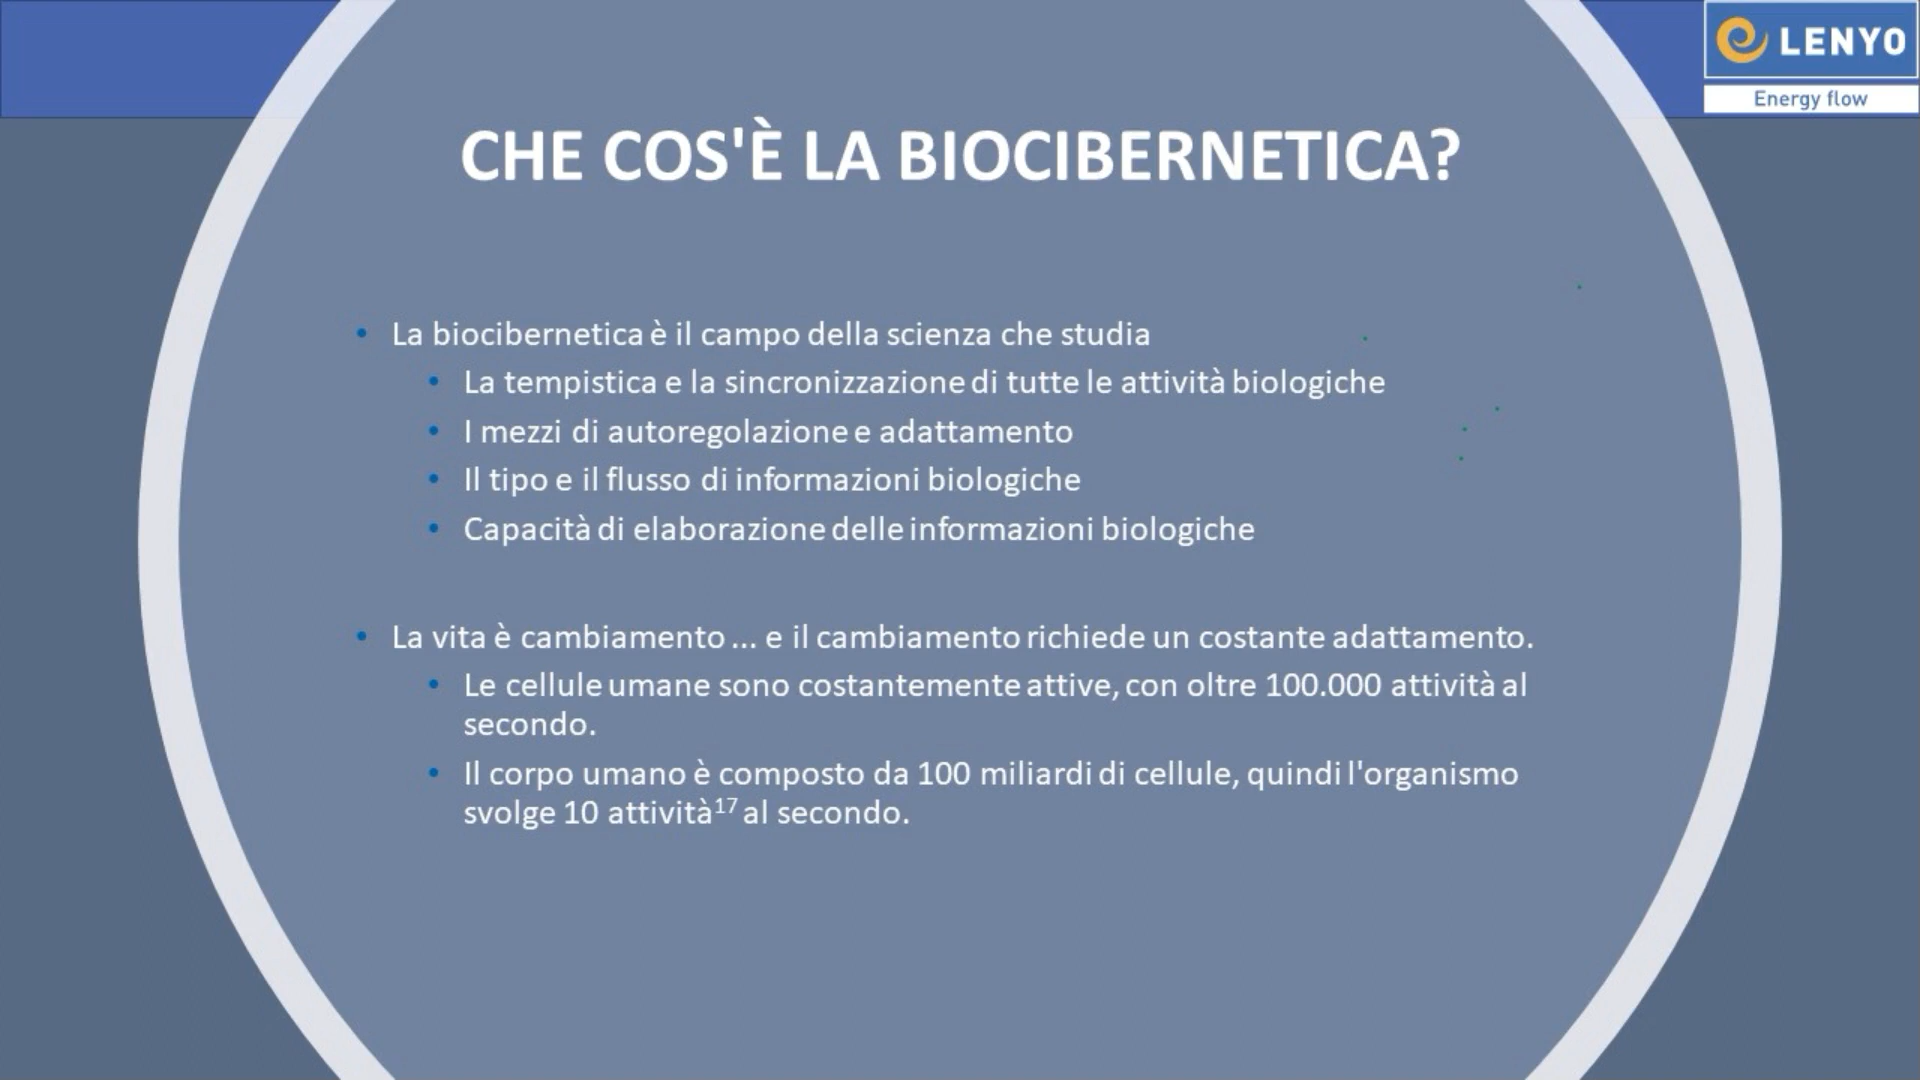 LENYO
Energy flow
CHE COS'È LA BIOCIBERNETICA?
• La biocibernetica è il campo della scienza che studia
• La tempistica e la sincronizzazione di tutte le attività biologiche
• I mezzi di autoregolazione e adattamento
• Il tipo e il flusso di informazioni biologiche
• Capacità di elaborazione delle informazioni biologiche
• La vita è cambiamento ... e il cambiamento richiede un costante adattamento.
• Le cellule umane sono costantemente attive, con oltre 100.000 attività al
secondo.
• Il corpo umano è composto da 100 miliardi di cellule, quindi l'organismo
svolge 10 attività¹⁷ al secondo.